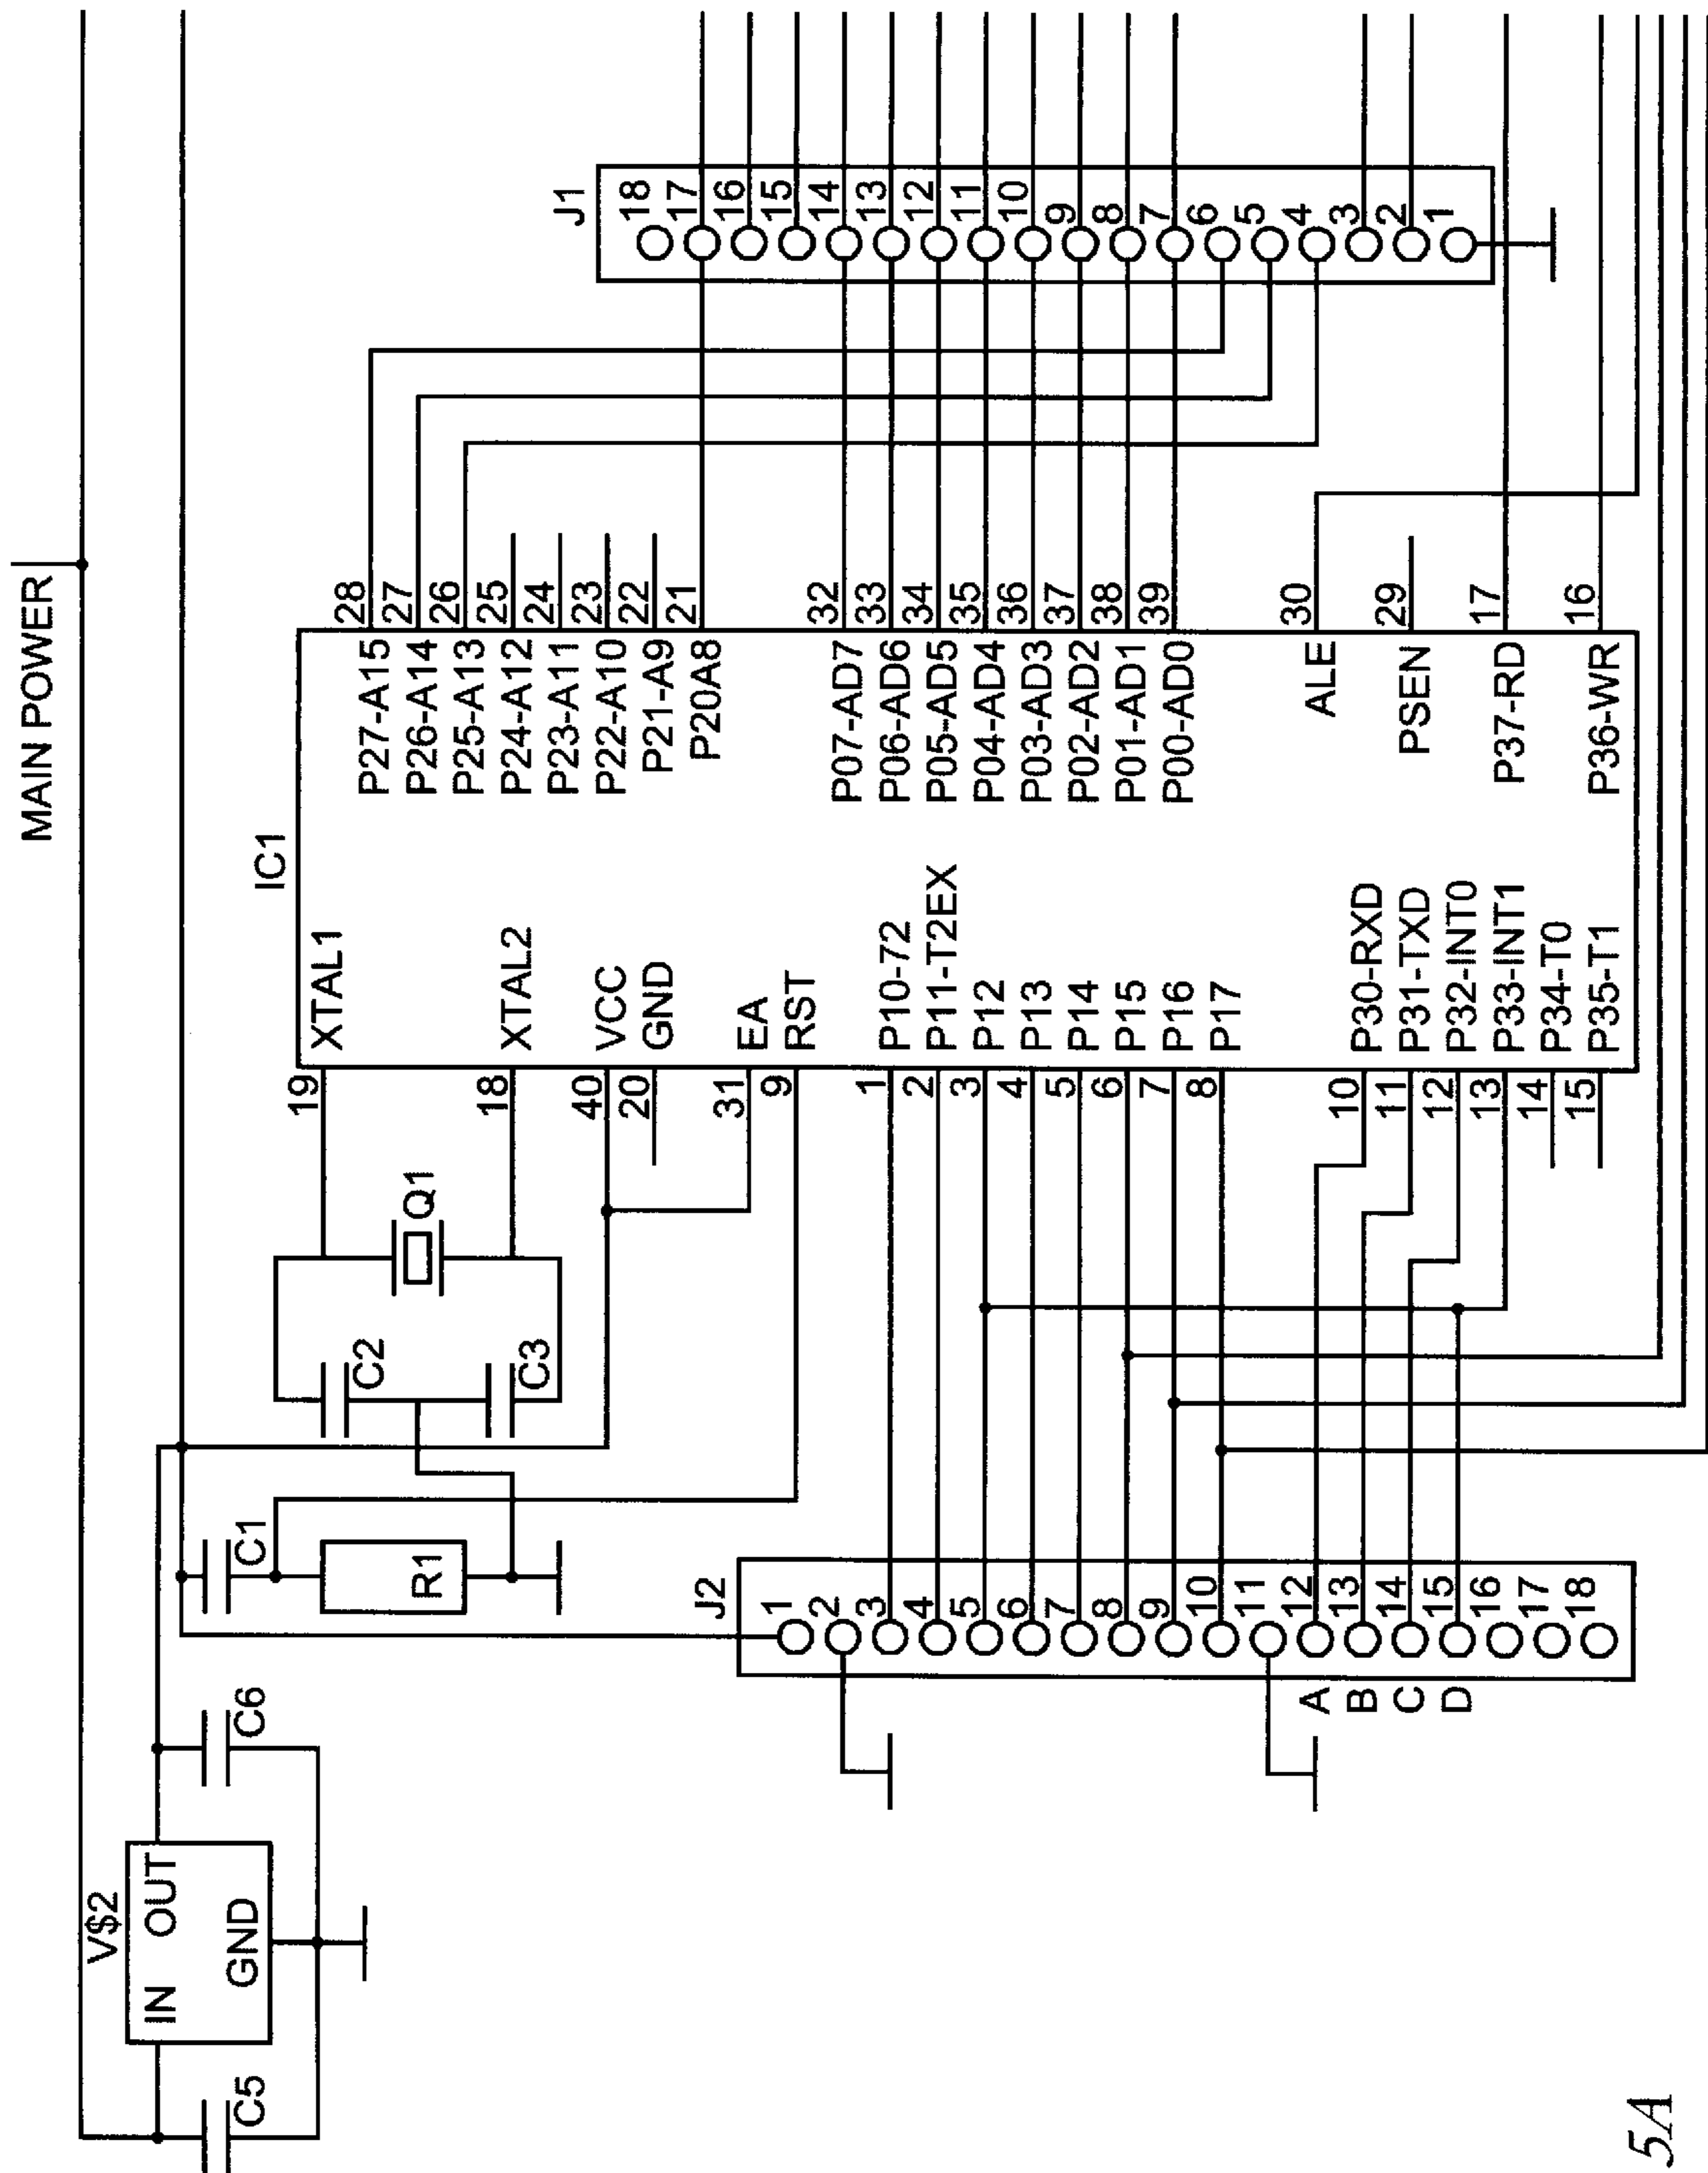 MAIN POWER
V$2
IN OUT
GND
C5
C6
C1
R1
C2
C3
Q1
IC1
19 XTAL1
18 XTAL2
40 VCC
20 GND
31 EA
9 RST
1 P10-72
2 P11-T2EX
3 P12
4 P13
5 P14
6 P15
7 P16
8 P17
10 P30-RXD
11 P31-TXD
12 P32-INT0
13 P33-INT1
14 P34-T0
15 P35-T1
P27-A15 28
P26-A14 27
P25-A13 26
P24-A12 25
P23-A11 24
P22-A10 23
P21-A9 22
P20A8 21
P07-AD7 32
P06-AD6 33
P05-AD5 34
P04-AD4 35
P03-AD3 36
P02-AD2 37
P01-AD1 38
P00-AD0 39
ALE 30
PSEN 29
P37-RD 17
P36-WR 16
J2
1
2
3
4
5
6
7
8
9
10
11
A 12
B 13
C 14
D 15
16
17
18
J1
18
17
16
15
14
13
12
11
10
9
8
7
6
5
4
3
2
1
5A